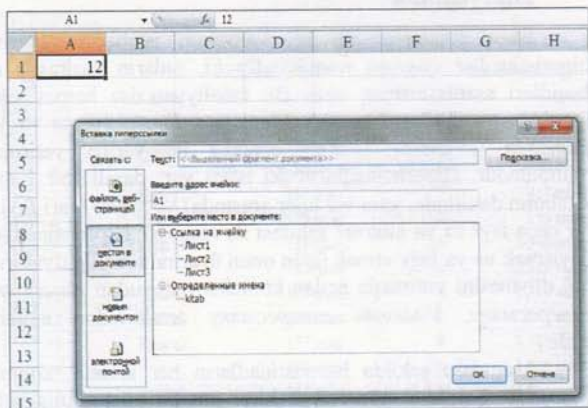 A1 fx 12
A B C D E F G H
1 12
2
3
4
5
6
7
8
9
10
11
12
13
14
15
Вставка гиперссылки
Связать с:
Текст: <<Выделенный фрагмент документа>>
Подсказка...
файлом, веб-
страницей
местом в
документе
новым
документом
электронной
почтой
Введите адрес ячейки:
A1
Или выберите место в документе:
Ссылка на ячейку
Лист1
Лист2
Лист3
Определенные имена
kitab
ОК
Отмена